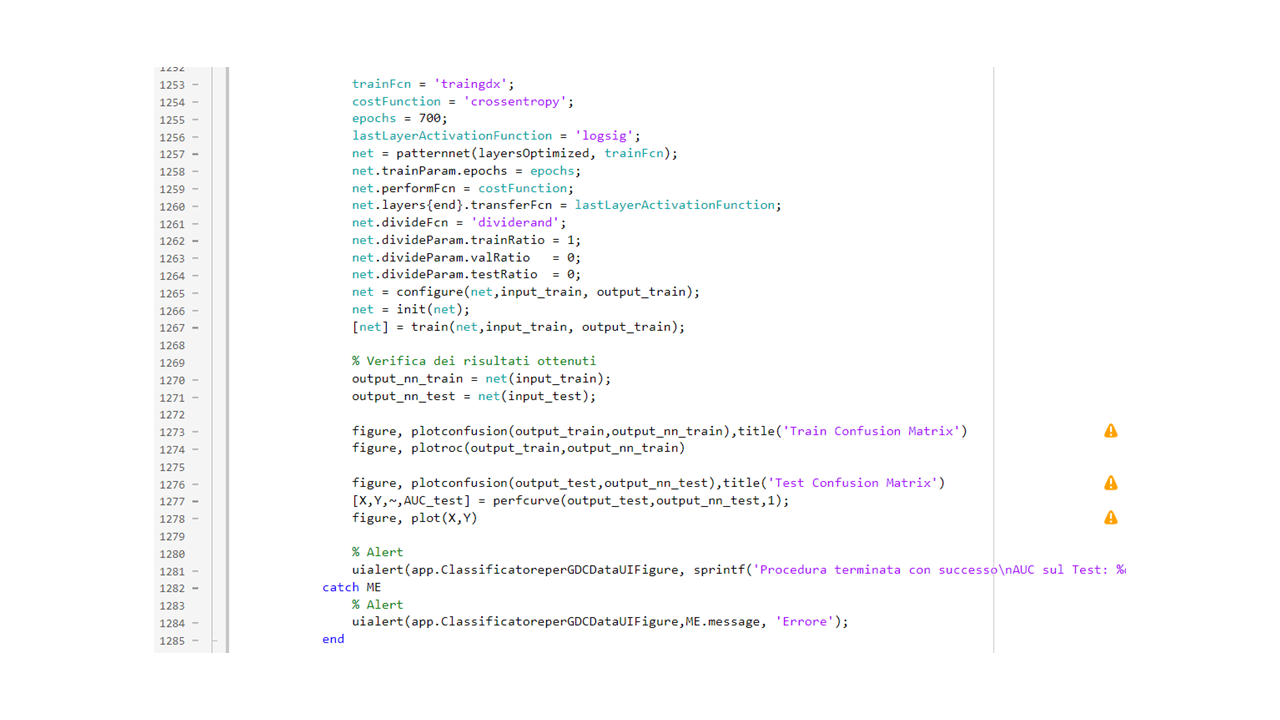 1252
1253 – trainFcn = 'traingdx';
1254 – costFunction = 'crossentropy';
1255 – epochs = 700;
1256 – lastLayerActivationFunction = 'logsig';
1257 – net = patternnet(layersOptimized, trainFcn);
1258 – net.trainParam.epochs = epochs;
1259 – net.performFcn = costFunction;
1260 – net.layers{end}.transferFcn = lastLayerActivationFunction;
1261 – net.divideFcn = 'dividerand';
1262 – net.divideParam.trainRatio = 1;
1263 – net.divideParam.valRatio   = 0;
1264 – net.divideParam.testRatio  = 0;
1265 – net = configure(net,input_train, output_train);
1266 – net = init(net);
1267 – [net] = train(net,input_train, output_train);
1268
1269 % Verifica dei risultati ottenuti
1270 – output_nn_train = net(input_train);
1271 – output_nn_test = net(input_test);
1272
1273 – figure, plotconfusion(output_train,output_nn_train),title('Train Confusion Matrix')
1274 – figure, plotroc(output_train,output_nn_train)
1275
1276 – figure, plotconfusion(output_test,output_nn_test),title('Test Confusion Matrix')
1277 – [X,Y,~,AUC_test] = perfcurve(output_test,output_nn_test,1);
1278 – figure, plot(X,Y)
1279
1280 % Alert
1281 – uialert(app.ClassificatoreperGDCDataUIFigure, sprintf('Procedura terminata con successo\nAUC sul Test: %
1282 – catch ME
1283 % Alert
1284 – uialert(app.ClassificatoreperGDCDataUIFigure,ME.message, 'Errore');
1285 – end